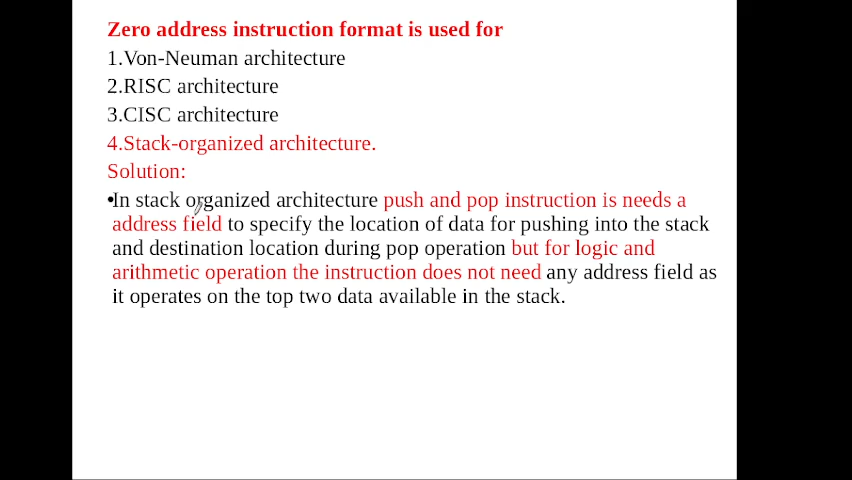 Zero address instruction format is used for
1.Von-Neuman architecture
2.RISC architecture
3.CISC architecture
4.Stack-organized architecture.
Solution:
•In stack organized architecture push and pop instruction is needs a
address field to specify the location of data for pushing into the stack
and destination location during pop operation but for logic and
arithmetic operation the instruction does not need any address field as
it operates on the top two data available in the stack.